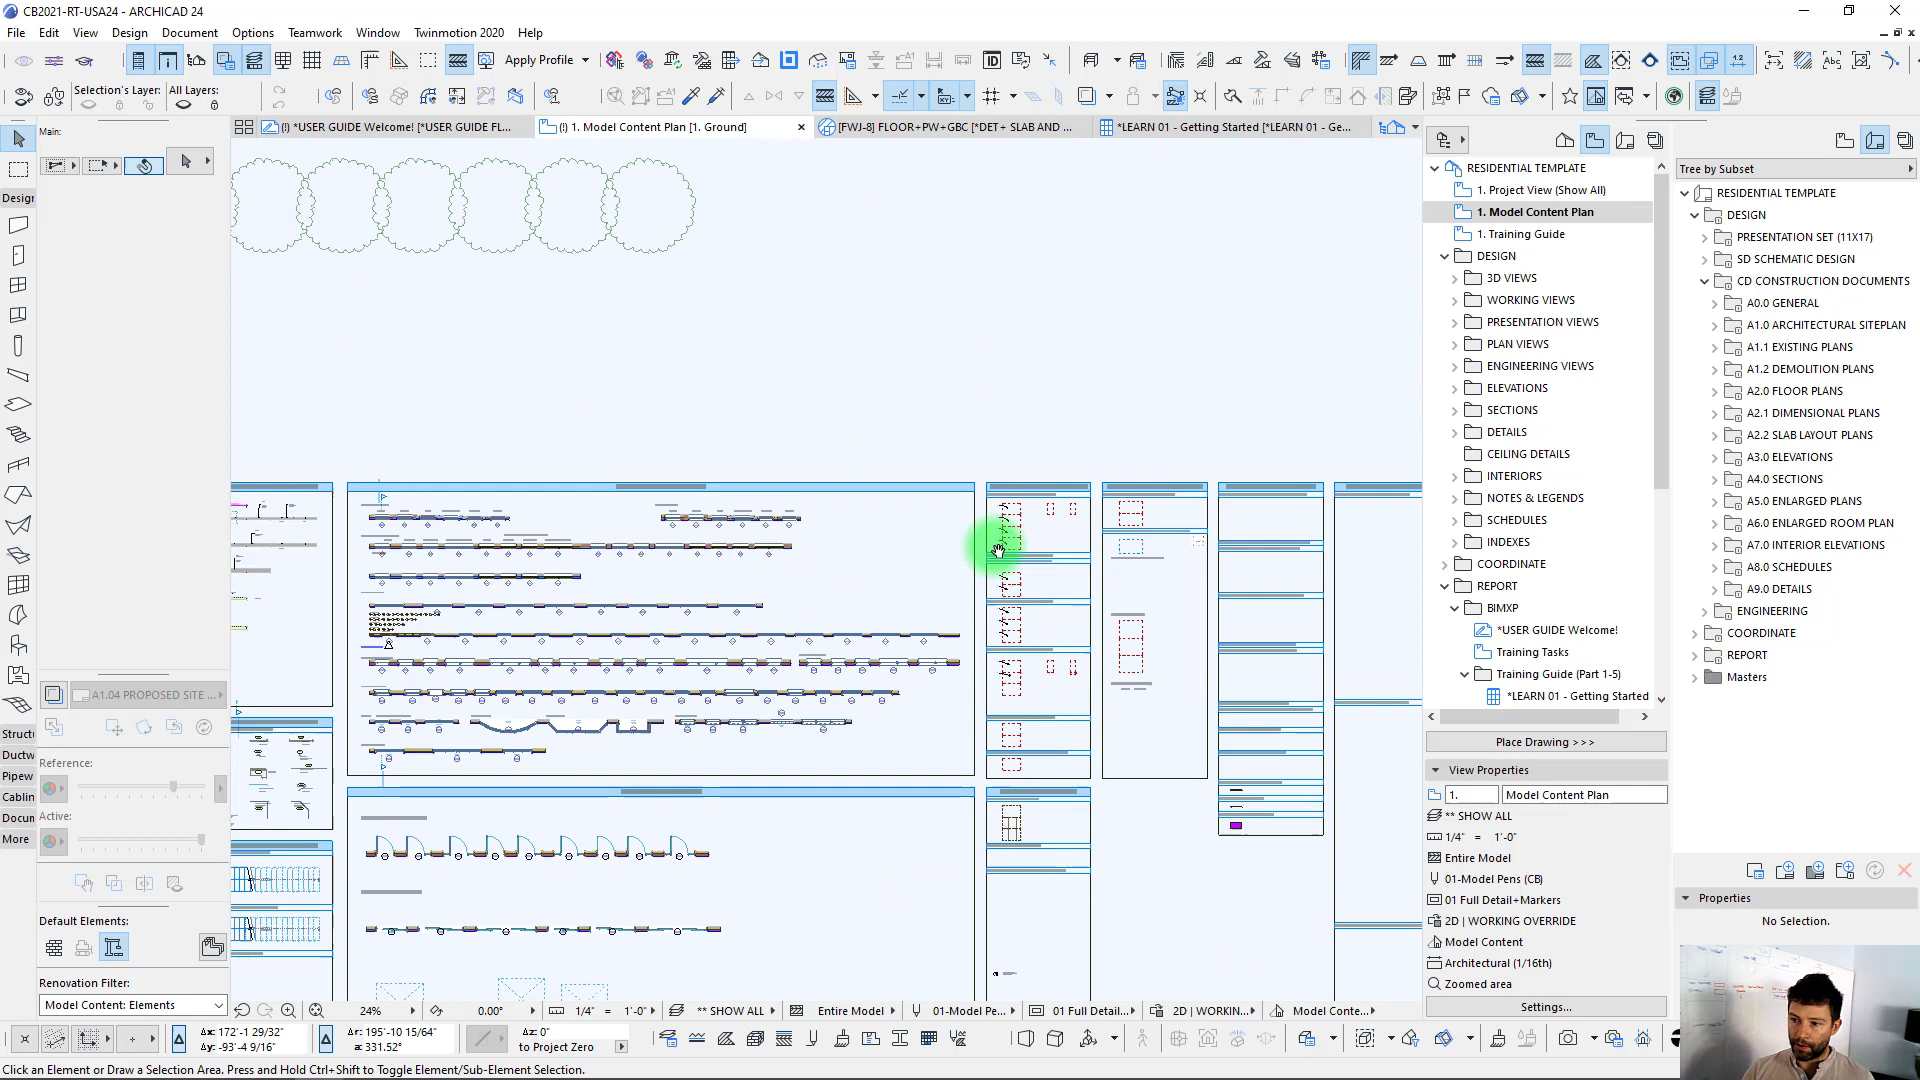 CB2021-RT-USA24 - ARCHICAD 24
File Edit View Design Document Options Teamwork Window Twinmotion 2020 Help
Apply Profile
Selection's Layer: All Layers:
Main:
(!) *USER GUIDE Welcome! [*USER GUIDE FL...
(!) 1. Model Content Plan [1. Ground]
[FWJ-8] FLOOR+PW+GBC [*DET+ SLAB AND ...
*LEARN 01 - Getting Started [*LEARN 01 - Ge...
Design
Struct
Ductw
Pipew
Cablin
Docum
More
A1.04 PROPOSED SITE ...
Reference:
Active:
Default Elements:
Renovation Filter:
Model Content: Elements
RESIDENTIAL TEMPLATE
1. Project View (Show All)
1. Model Content Plan
1. Training Guide
DESIGN
3D VIEWS
WORKING VIEWS
PRESENTATION VIEWS
PLAN VIEWS
ENGINEERING VIEWS
ELEVATIONS
SECTIONS
DETAILS
CEILING DETAILS
INTERIORS
NOTES & LEGENDS
SCHEDULES
INDEXES
COORDINATE
REPORT
BIMXP
*USER GUIDE Welcome!
Training Tasks
Training Guide (Part 1-5)
*LEARN 01 - Getting Started
Place Drawing >>>
View Properties
1. Model Content Plan
** SHOW ALL
1/4" = 1'-0"
Entire Model
01-Model Pens (CB)
01 Full Detail+Markers
2D | WORKING OVERRIDE
Model Content
Architectural (1/16th)
Zoomed area
Settings...
Tree by Subset
RESIDENTIAL TEMPLATE
DESIGN
PRESENTATION SET (11X17)
SD SCHEMATIC DESIGN
CD CONSTRUCTION DOCUMENTS
A0.0 GENERAL
A1.0 ARCHITECTURAL SITEPLAN
A1.1 EXISTING PLANS
A1.2 DEMOLITION PLANS
A2.0 FLOOR PLANS
A2.1 DIMENSIONAL PLANS
A2.2 SLAB LAYOUT PLANS
A3.0 ELEVATIONS
A4.0 SECTIONS
A5.0 ENLARGED PLANS
A6.0 ENLARGED ROOM PLAN
A7.0 INTERIOR ELEVATIONS
A8.0 SCHEDULES
A9.0 DETAILS
ENGINEERING
COORDINATE
REPORT
Masters
Properties
No Selection.
24% 0.00° 1/4" = 1'-0" ** SHOW ALL Entire Model 01-Model Pe... 01 Full Detail... 2D | WORKIN... Model Conte...
Δx: 172'-1 29/32"
Δy: -93'-4 9/16"
Δr: 195'-10 15/64"
a: 331.52°
Δz: 0"
to Project Zero
Click an Element or Draw a Selection Area. Press and Hold Ctrl+Shift to Toggle Element/Sub-Element Selection.